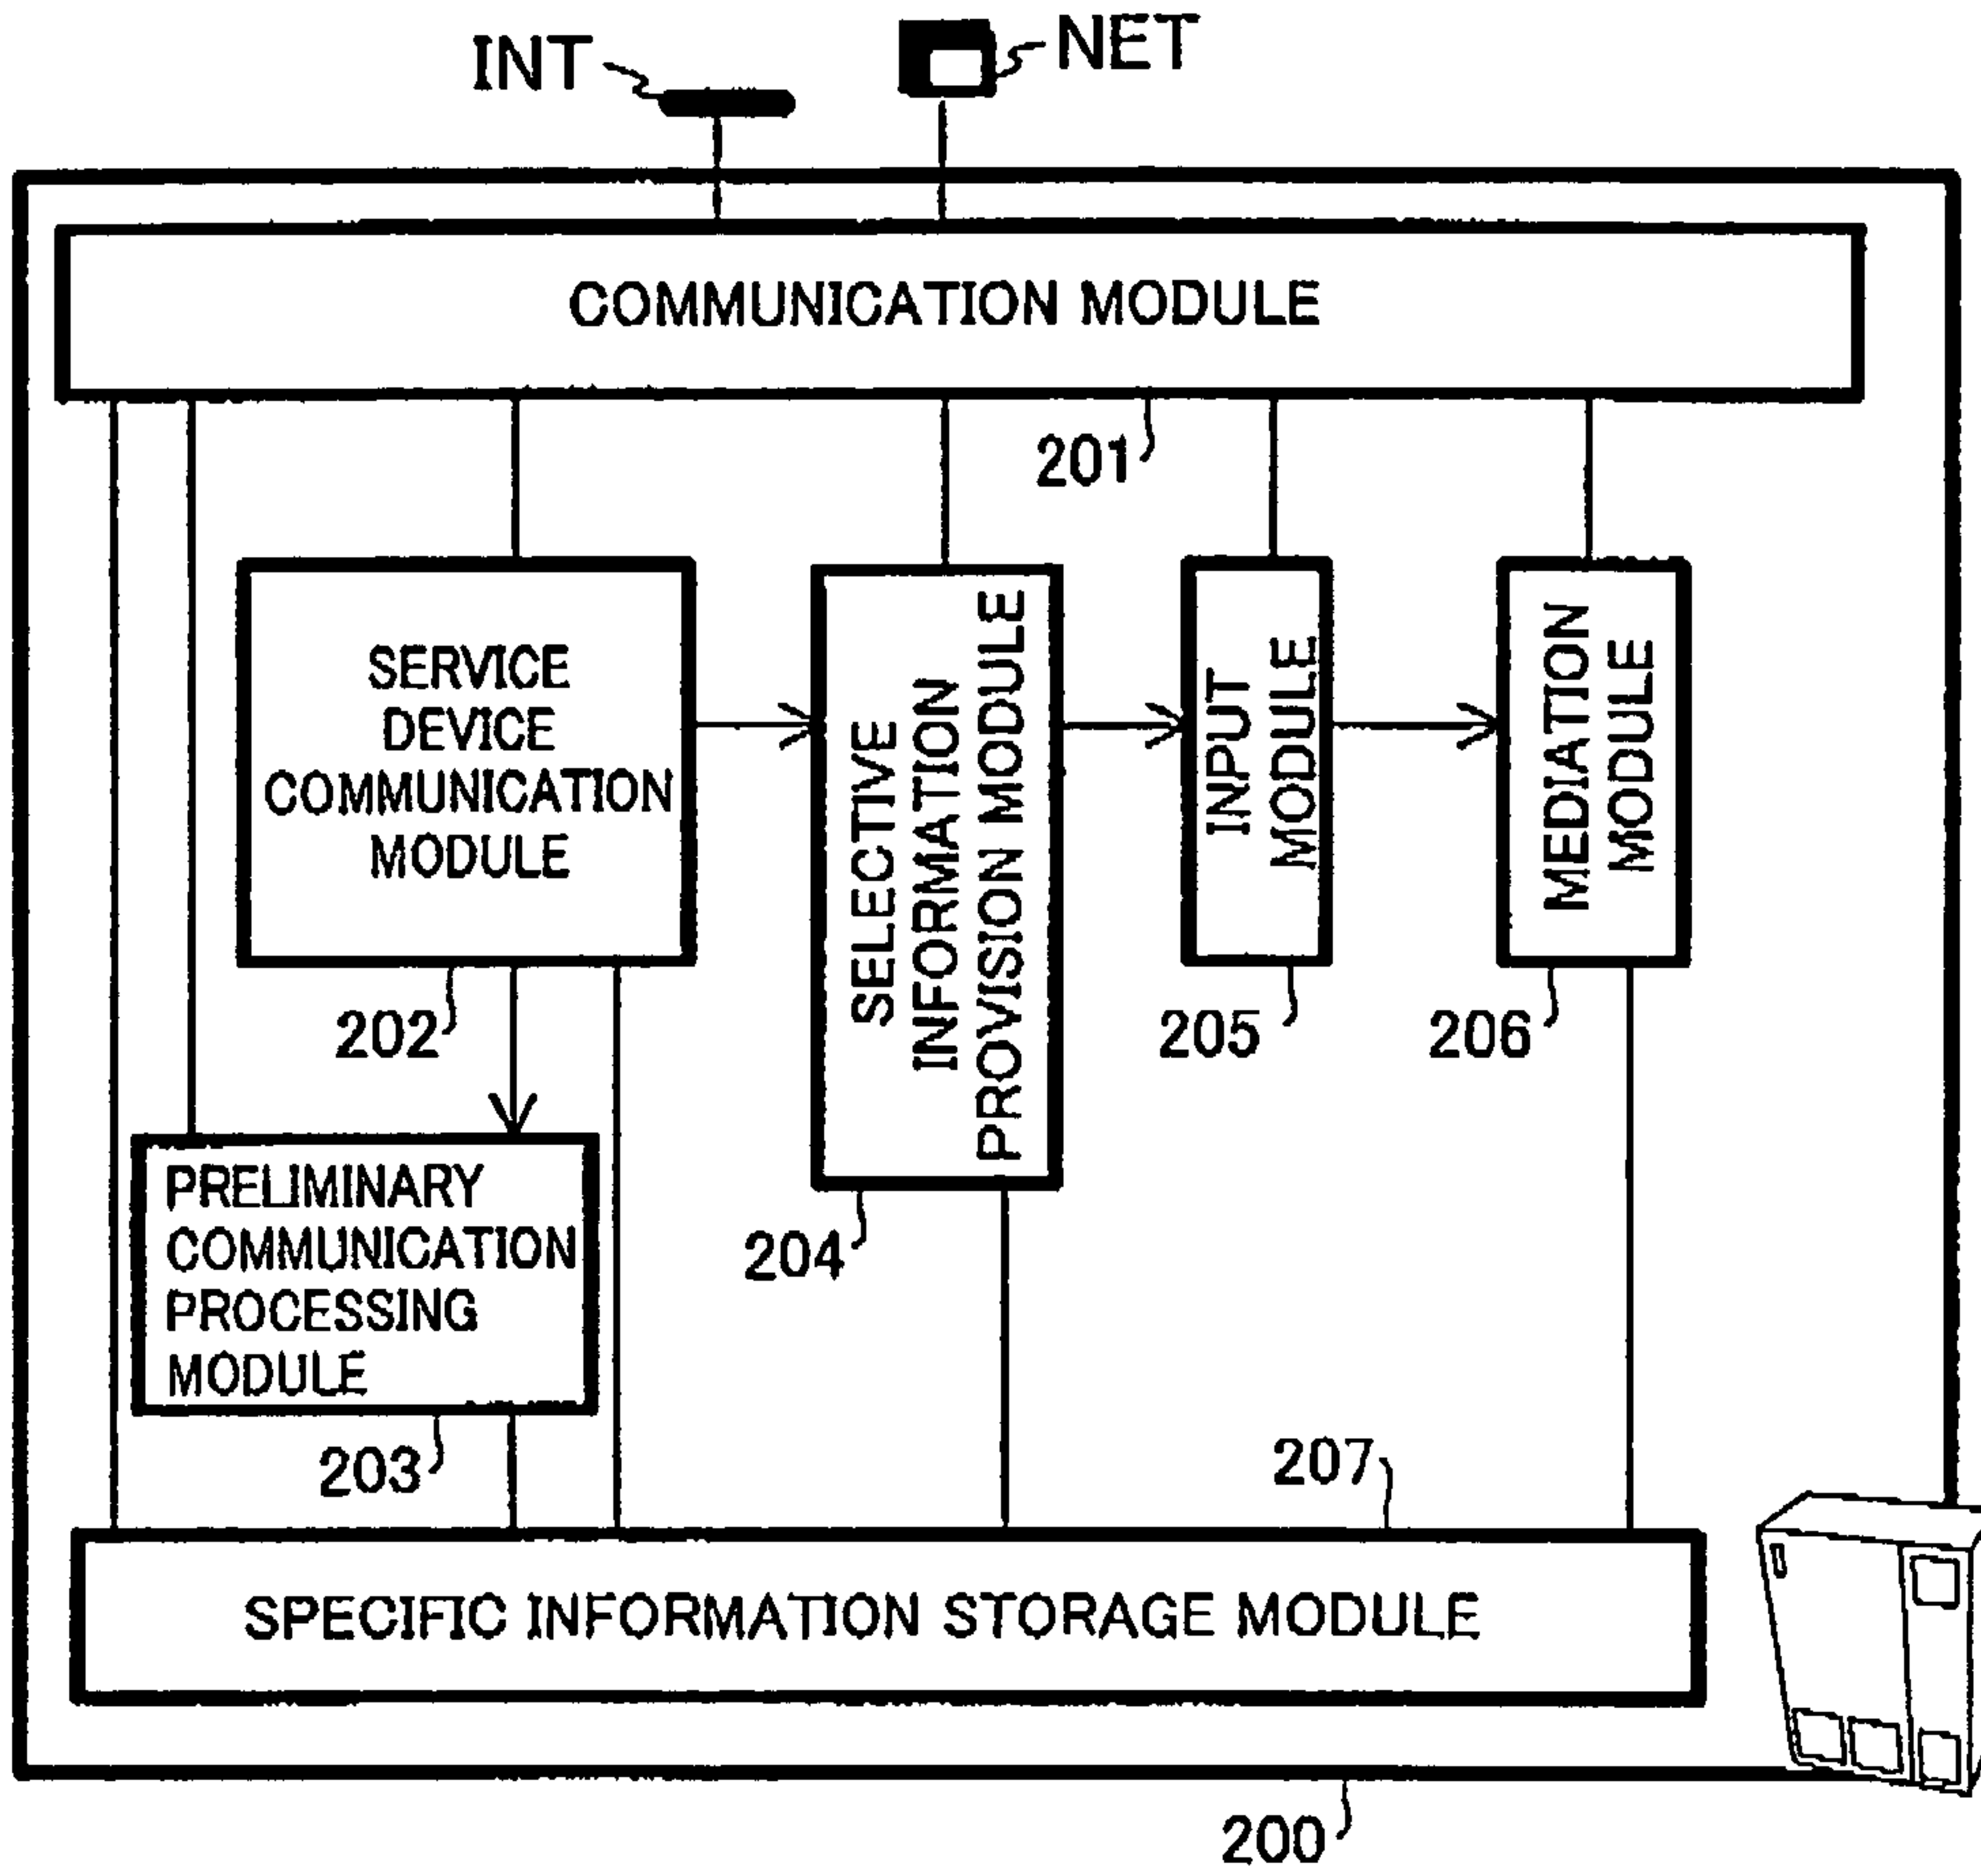 INT
NET
COMMUNICATION MODULE
201
SERVICE
DEVICE
COMMUNICATION
MODULE
202
SELECTIVE
INFORMATION
PROVISION MODULE
204
INPUT
MODULE
205
MEDIATION
MODULE
206
PRELIMINARY
COMMUNICATION
PROCESSING
MODULE
203
207
SPECIFIC INFORMATION STORAGE MODULE
200